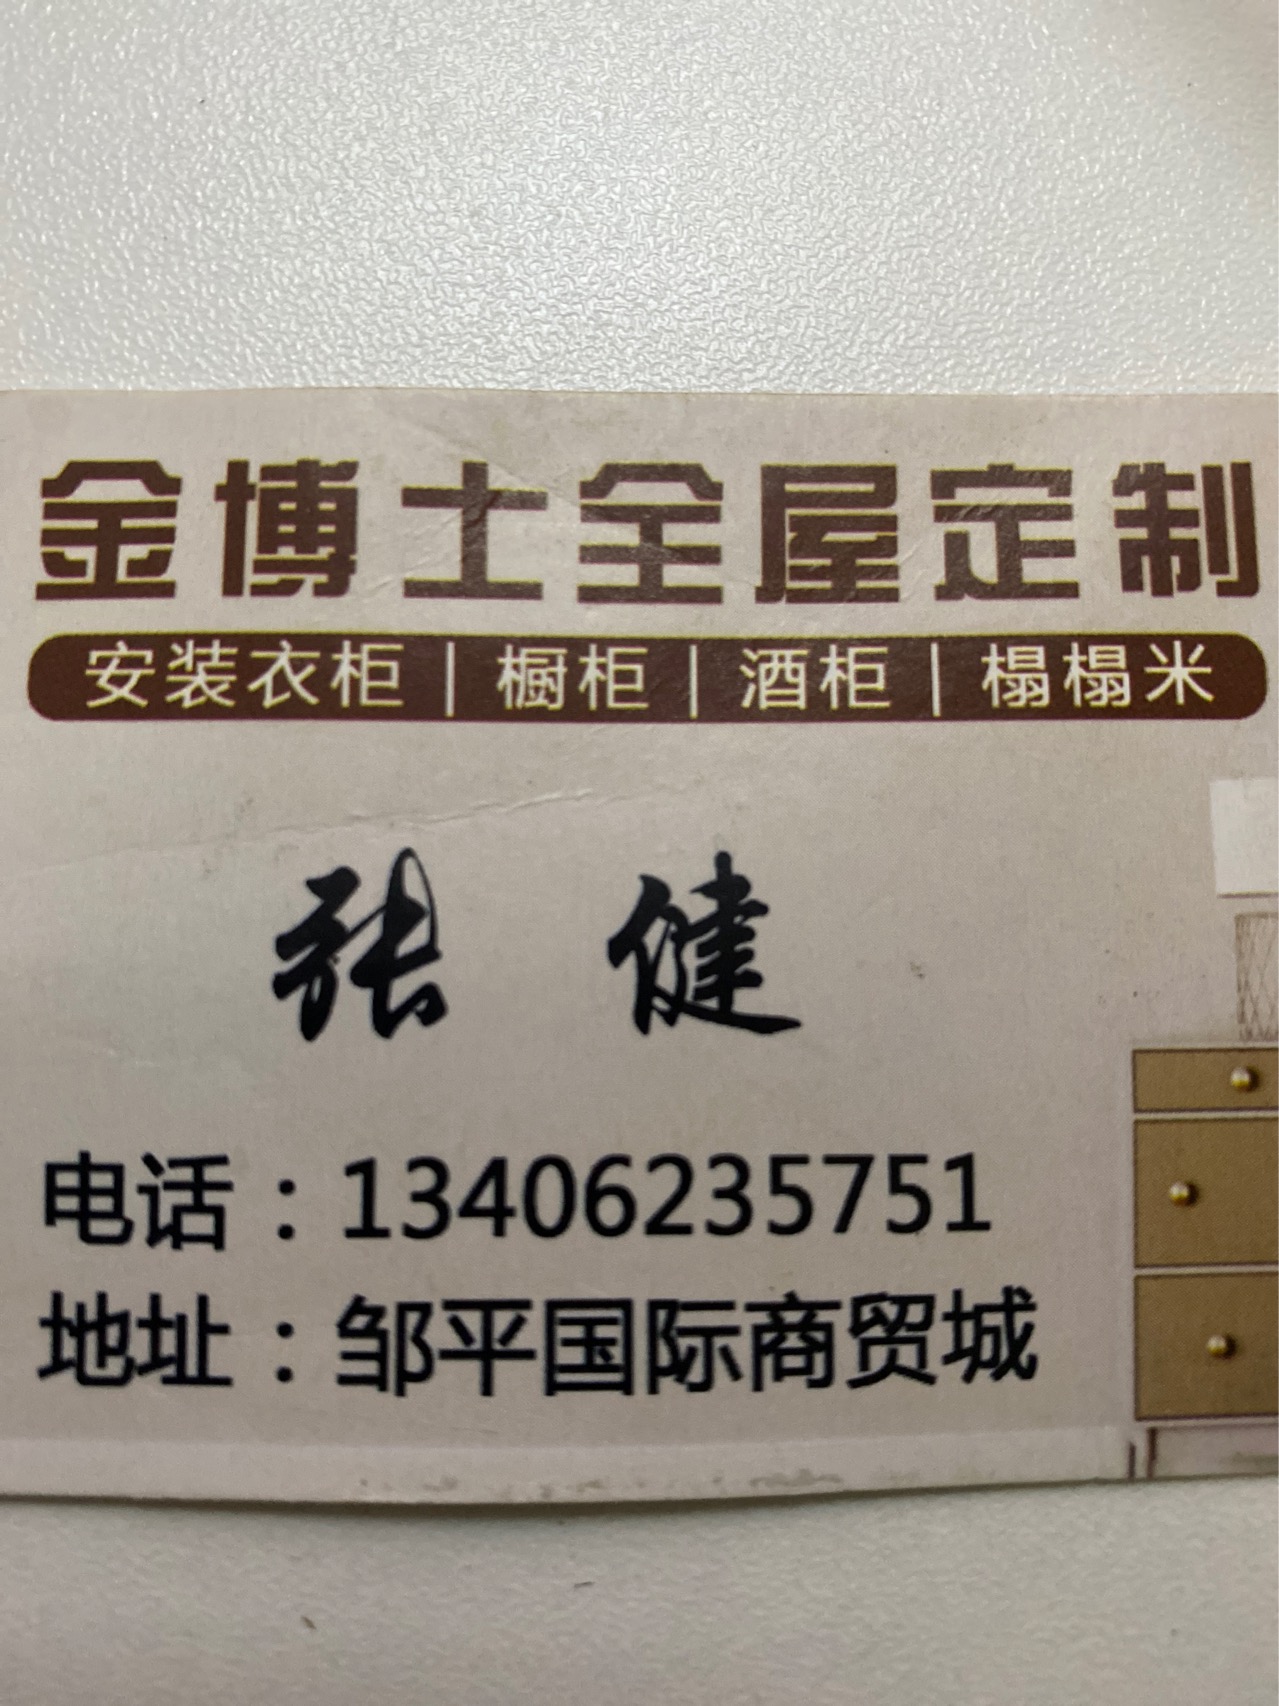 金博士全屋定制
安装衣柜 | 橱柜 | 酒柜 | 榻榻米
张 健
电话：13406235751
地址：邹平国际商贸城